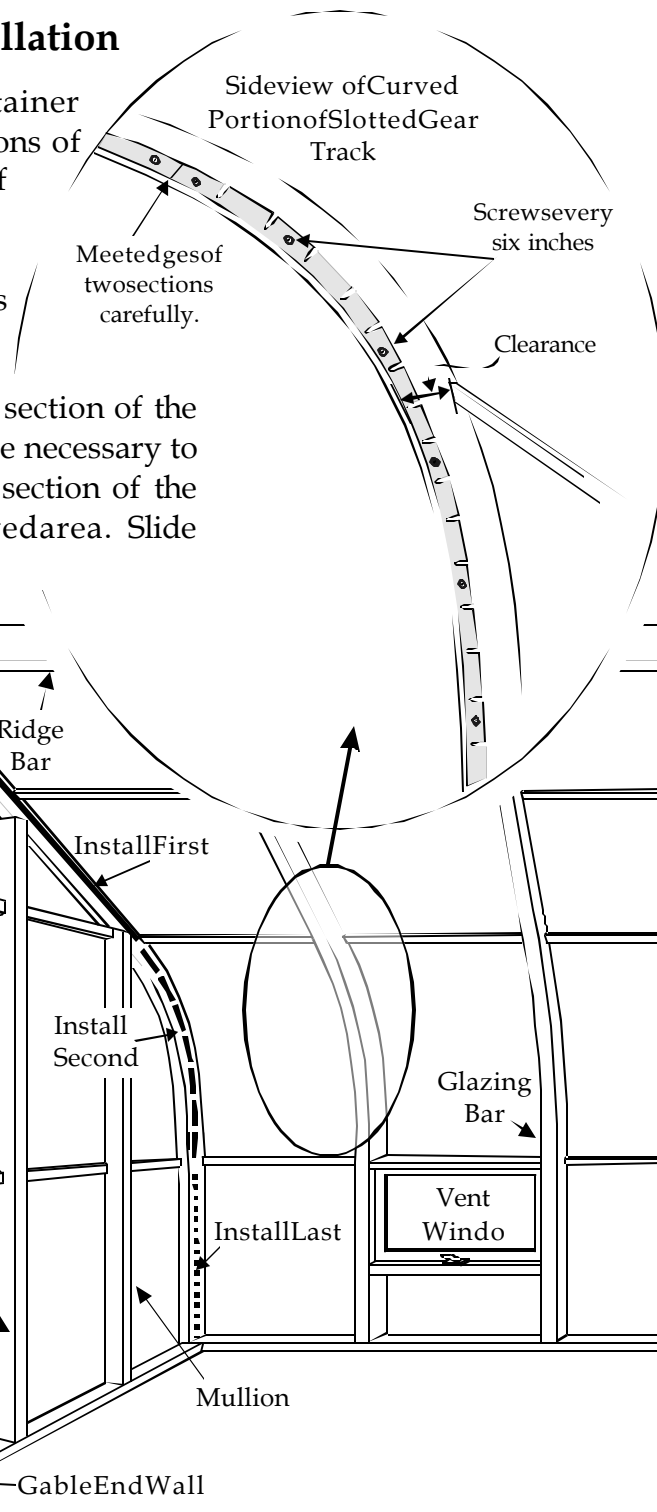 llation
tainer
ons of
f
s
section of the
e necessary to
section of the
edarea. Slide
Sideview ofCurved
PortionofSlottedGear
Track
Screwsevery
six inches
Meetedgesof
twosections
carefully.
Clearance
Ridge
Bar
InstallFirst
Install
Second
Glazing
Bar
Vent
Windo
InstallLast
Mullion
GableEndWall